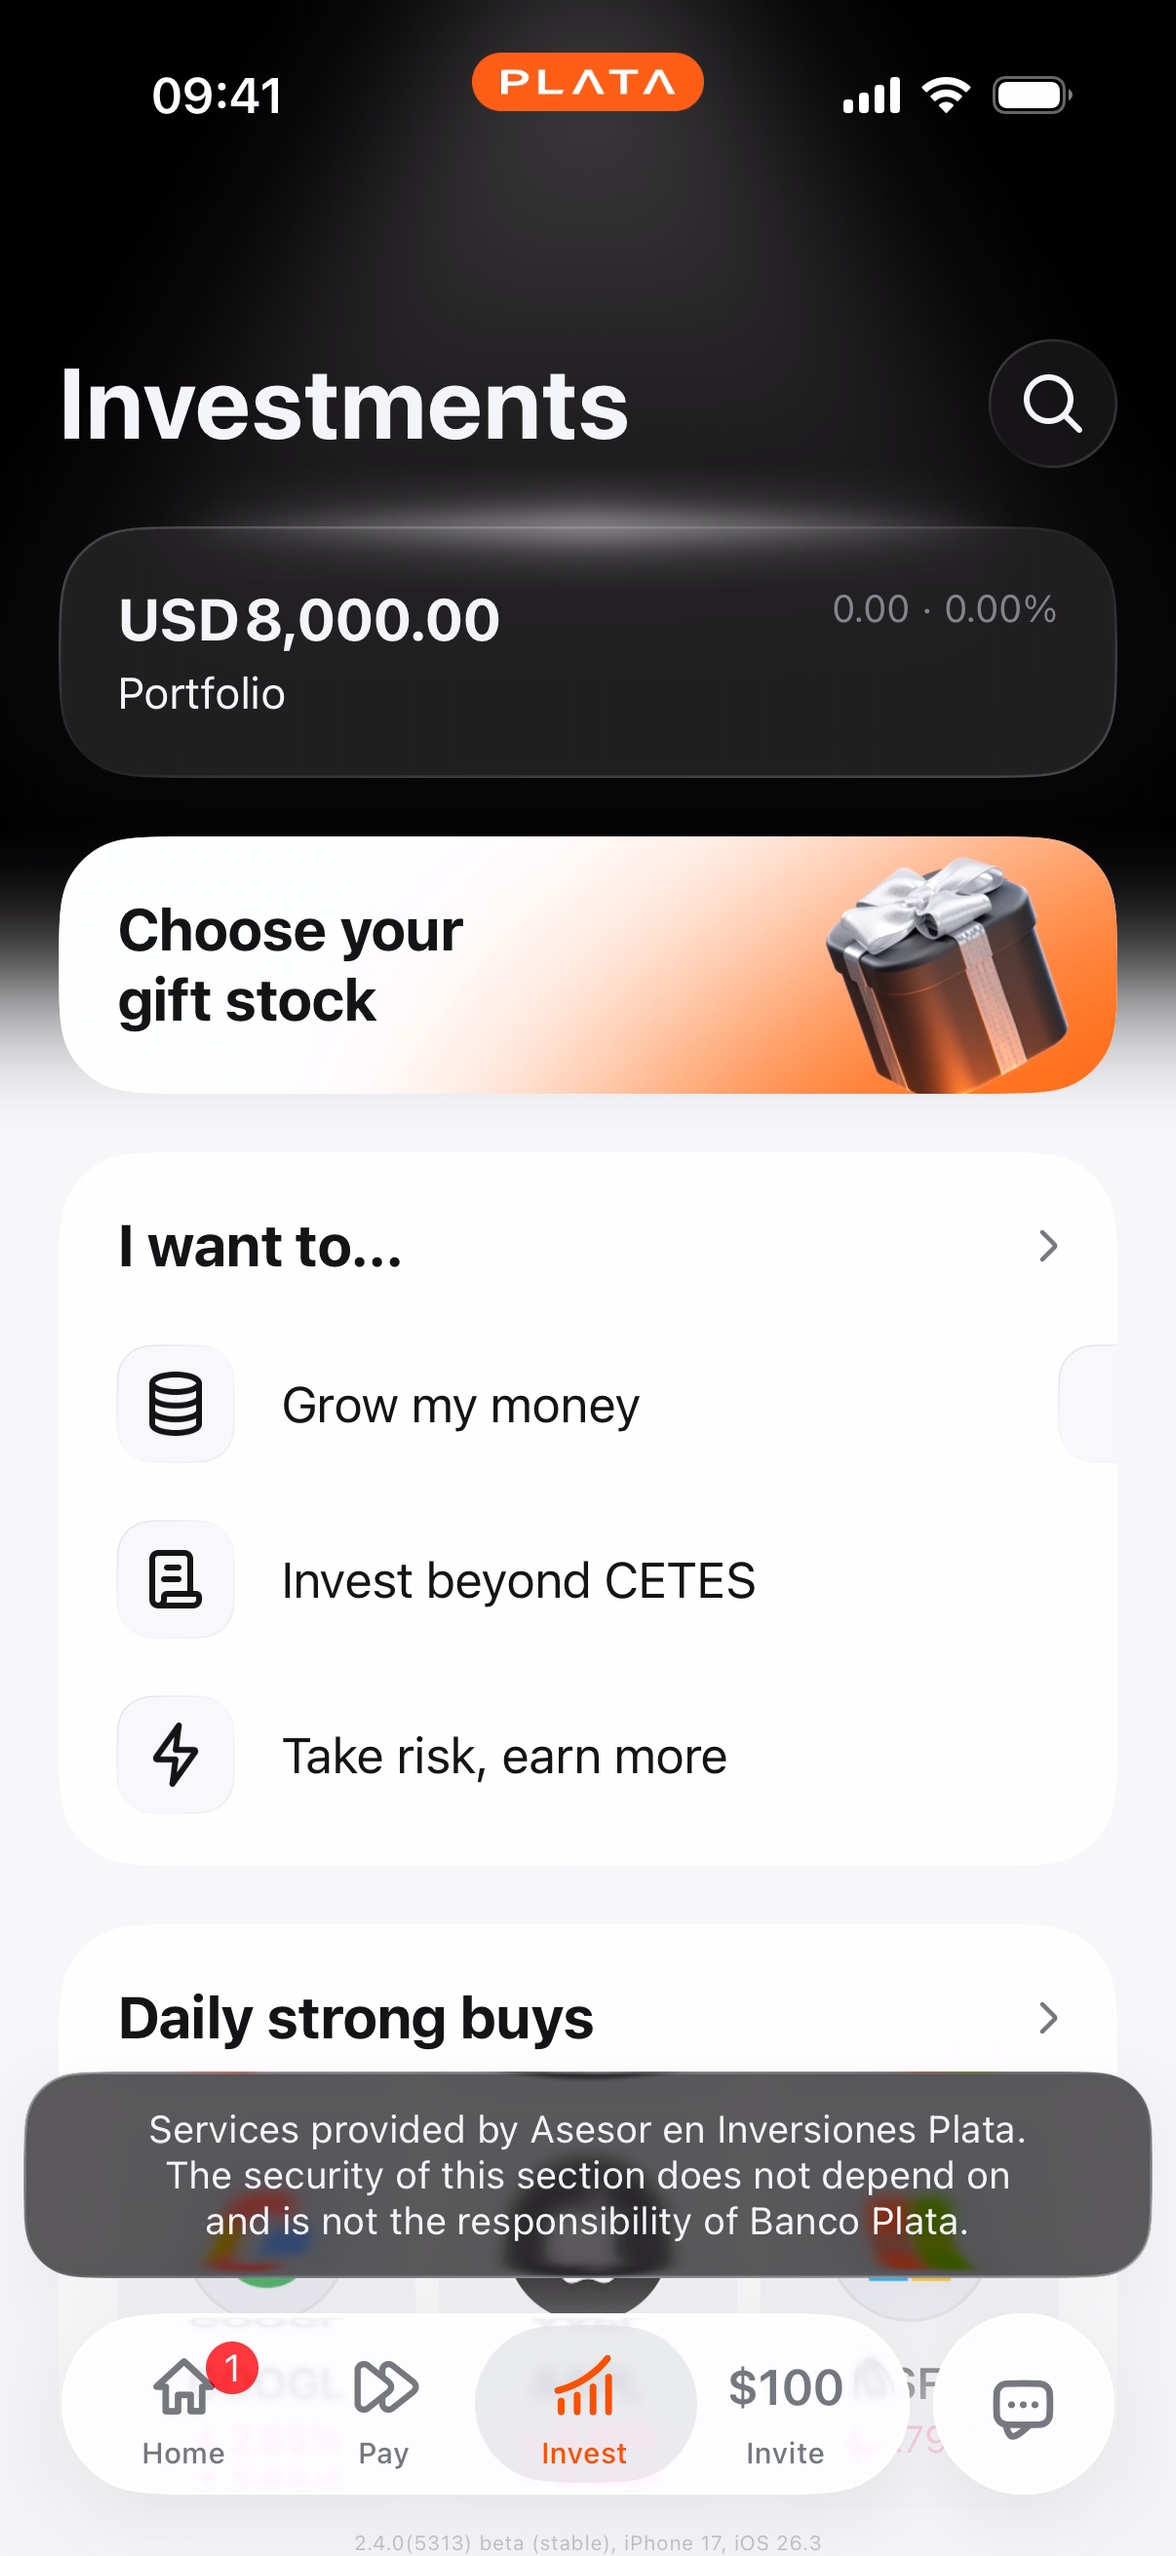 09:41
PLATA
Investments
USD 8,000.00
0.00 · 0.00%
Portfolio
Choose your
gift stock
I want to...
Grow my money
Invest beyond CETES
Take risk, earn more
Daily strong buys
Services provided by Asesor en Inversiones Plata.
The security of this section does not depend on
and is not the responsibility of Banco Plata.
1
$100
Home
Pay
Invest
Invite
2.4.0(5313) beta (stable), iPhone 17, iOS 26.3